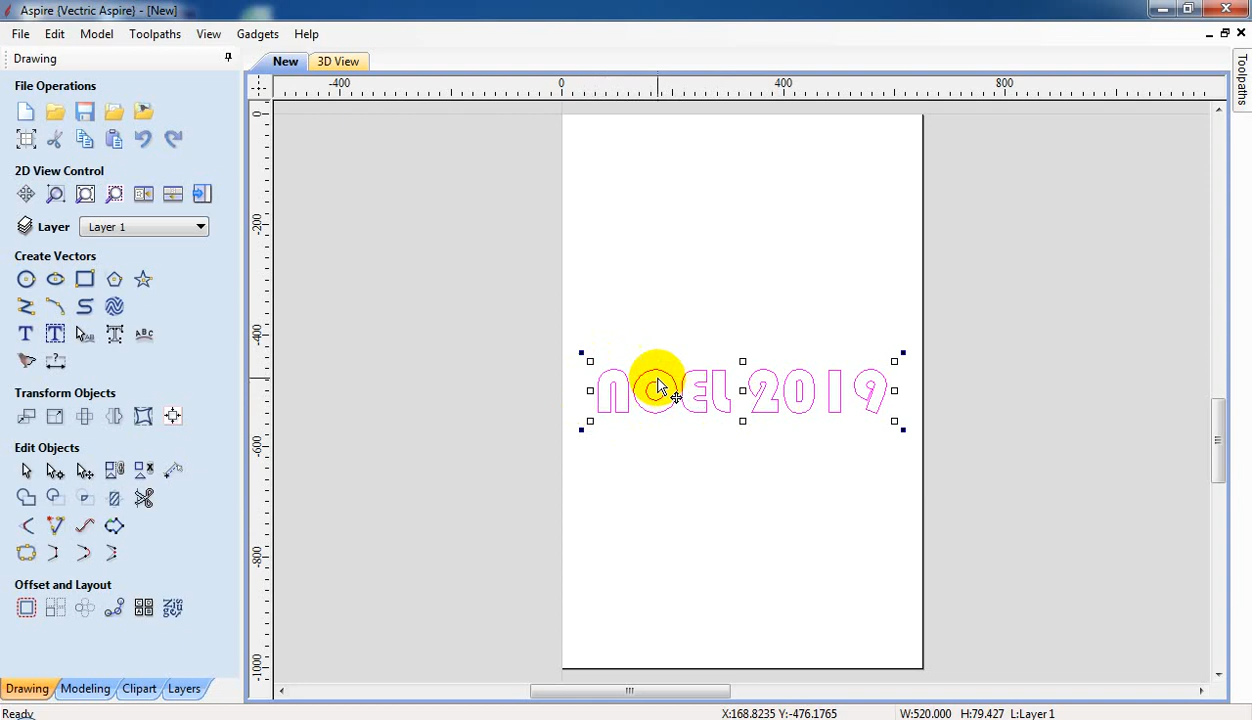 Aspire {Vectric Aspire} - [New]
File Edit Model Toolpaths View Gadgets Help
Drawing
New
3D View
File Operations
-400 0 400 800
0
-200
-400
-600
-800
-1000
2D View Control
Layer
Layer 1
Create Vectors
ABC
Transform Objects
Edit Objects
Offset and Layout
NOEL 2019
Toolpaths
Drawing
Modeling
Clipart
Layers
Ready
X:168.8235 Y:-476.1765
W:520.000 H:79.427 L:Layer 1